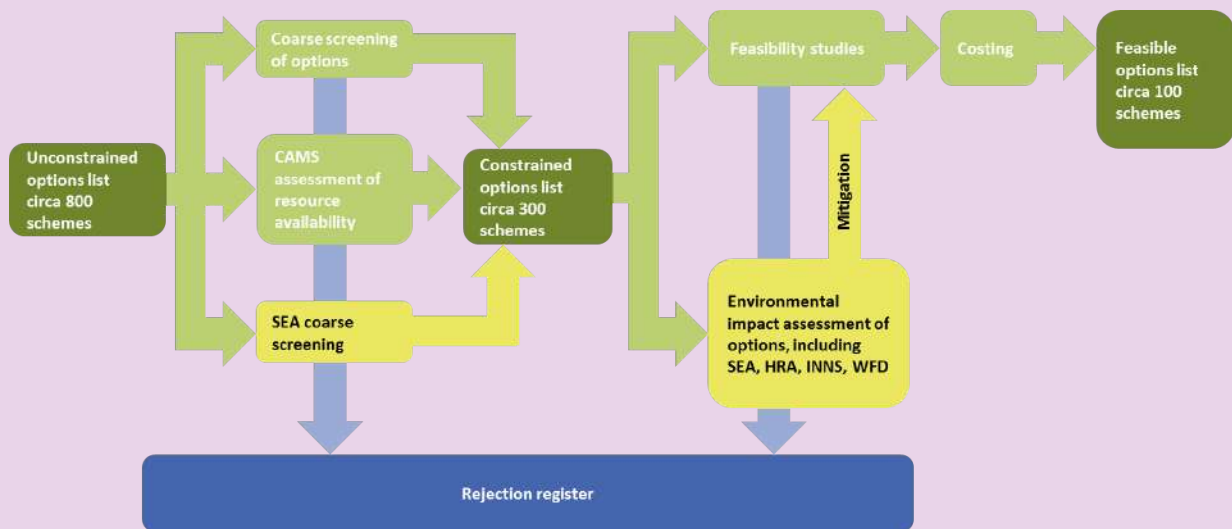 Unconstrained
options list
circa 800
schemes
Coarse screening
of options
CAMS
assessment of
resource
availability
SEA coarse
screening
Constrained
options list
circa 300
schemes
Feasibility studies
Mitigation
Environmental
impact assessment of
options, including
SEA, HRA, INNS, WFD
Costing
Feasible
options list
circa 100
schemes
Rejection register